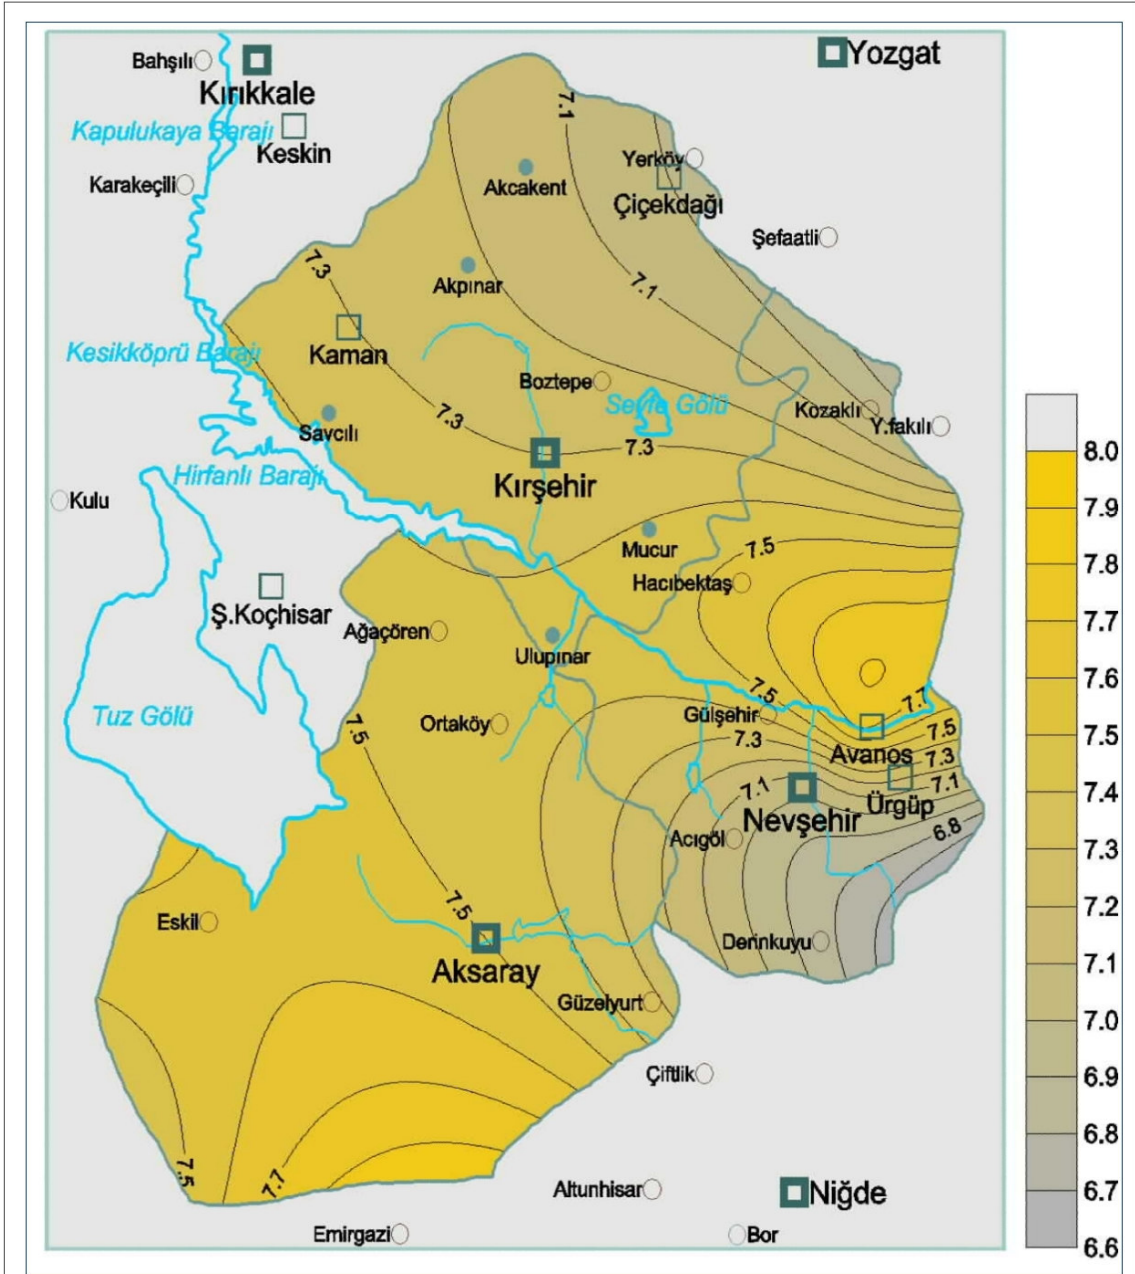 Yozgat
Bahşılı
Kırıkkale
7.1
Kapulukaya Barajı
Keskin
Yerköy
Karakeçili
Akcakent
Çiçekdağı
Şefaatli
7.3
Akpınar
7.1
Kesikköprü Barajı
Kaman
Boztepe
Seyfe Gölü
Kozaklı
7.3
Y.fakılı
Savcılı
7.3
8.0
Hirfanlı Barajı
Kırşehir
Kulu
7.9
Mucur
7.5
7.8
Hacıbektaş
Ş.Koçhisar
7.7
Ağaçören
Ulupınar
7.6
7.5
7.7
Tuz Gölü
Ortaköy
Gülşehir
7.5
7.5
7.3
7.5
Avanos
7.3
7.1
7.1
7.4
Ürgüp
Nevşehir
6.8
Acıgöl
7.3
7.5
7.2
Eskil
Derinkuyu
7.1
Aksaray
Güzelyurt
7.0
Çiftlik
6.9
6.8
7.5
7.7
Altunhisar
Niğde
6.7
Emirgazi
Bor
6.6